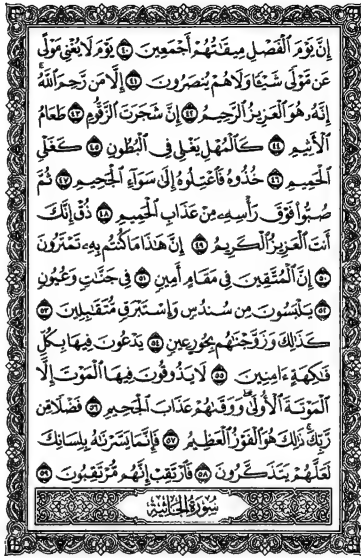 إِنَّ يَوْمَ الْفَصْلِ مِيقَاتُهُمْ أَجْمَعِينَ ٤٠ يَوْمَ لَا يُغْنِي مَوْلًى
عَن مَّوْلًى شَيْئًا وَلَا هُمْ يُنصَرُونَ ٤١ إِلَّا مَن رَّحِمَ اللَّهُ
إِنَّهُ هُوَ الْعَزِيزُ الرَّحِيمُ ٤٢ إِنَّ شَجَرَتَ الزَّقُّومِ ٤٣ طَعَامُ
الْأَثِيمِ ٤٤ كَالْمُهْلِ يَغْلِي فِي الْبُطُونِ ٤٥ كَغَلْيِ
الْحَمِيمِ ٤٦ خُذُوهُ فَاعْتِلُوهُ إِلَىٰ سَوَاءِ الْجَحِيمِ ٤٧ ثُمَّ
صُبُّوا فَوْقَ رَأْسِهِ مِنْ عَذَابِ الْحَمِيمِ ٤٨ ذُقْ إِنَّكَ
أَنتَ الْعَزِيزُ الْكَرِيمُ ٤٩ إِنَّ هَٰذَا مَا كُنتُم بِهِ تَمْتَرُونَ
٥٠ إِنَّ الْمُتَّقِينَ فِي مَقَامٍ أَمِينٍ ٥١ فِي جَنَّاتٍ وَعُيُونٍ
٥٢ يَلْبَسُونَ مِن سُندُسٍ وَإِسْتَبْرَقٍ مُّتَقَابِلِينَ ٥٣
كَذَٰلِكَ وَزَوَّجْنَاهُم بِحُورٍ عِينٍ ٥٤ يَدْعُونَ فِيهَا بِكُلِّ
فَاكِهَةٍ ءَامِنِينَ ٥٥ لَا يَذُوقُونَ فِيهَا الْمَوْتَ إِلَّا
الْمَوْتَةَ الْأُولَىٰ وَوَقَاهُمْ عَذَابَ الْجَحِيمِ ٥٦ فَضْلًا مِّن
رَّبِّكَ ذَٰلِكَ هُوَ الْفَوْزُ الْعَظِيمُ ٥٧ فَإِنَّمَا يَسَّرْنَاهُ بِلِسَانِكَ
لَعَلَّهُمْ يَتَذَكَّرُونَ ٥٨ فَارْتَقِبْ إِنَّهُم مُّرْتَقِبُونَ ٥٩
سُورَةُ الْجَاثِيَةِ